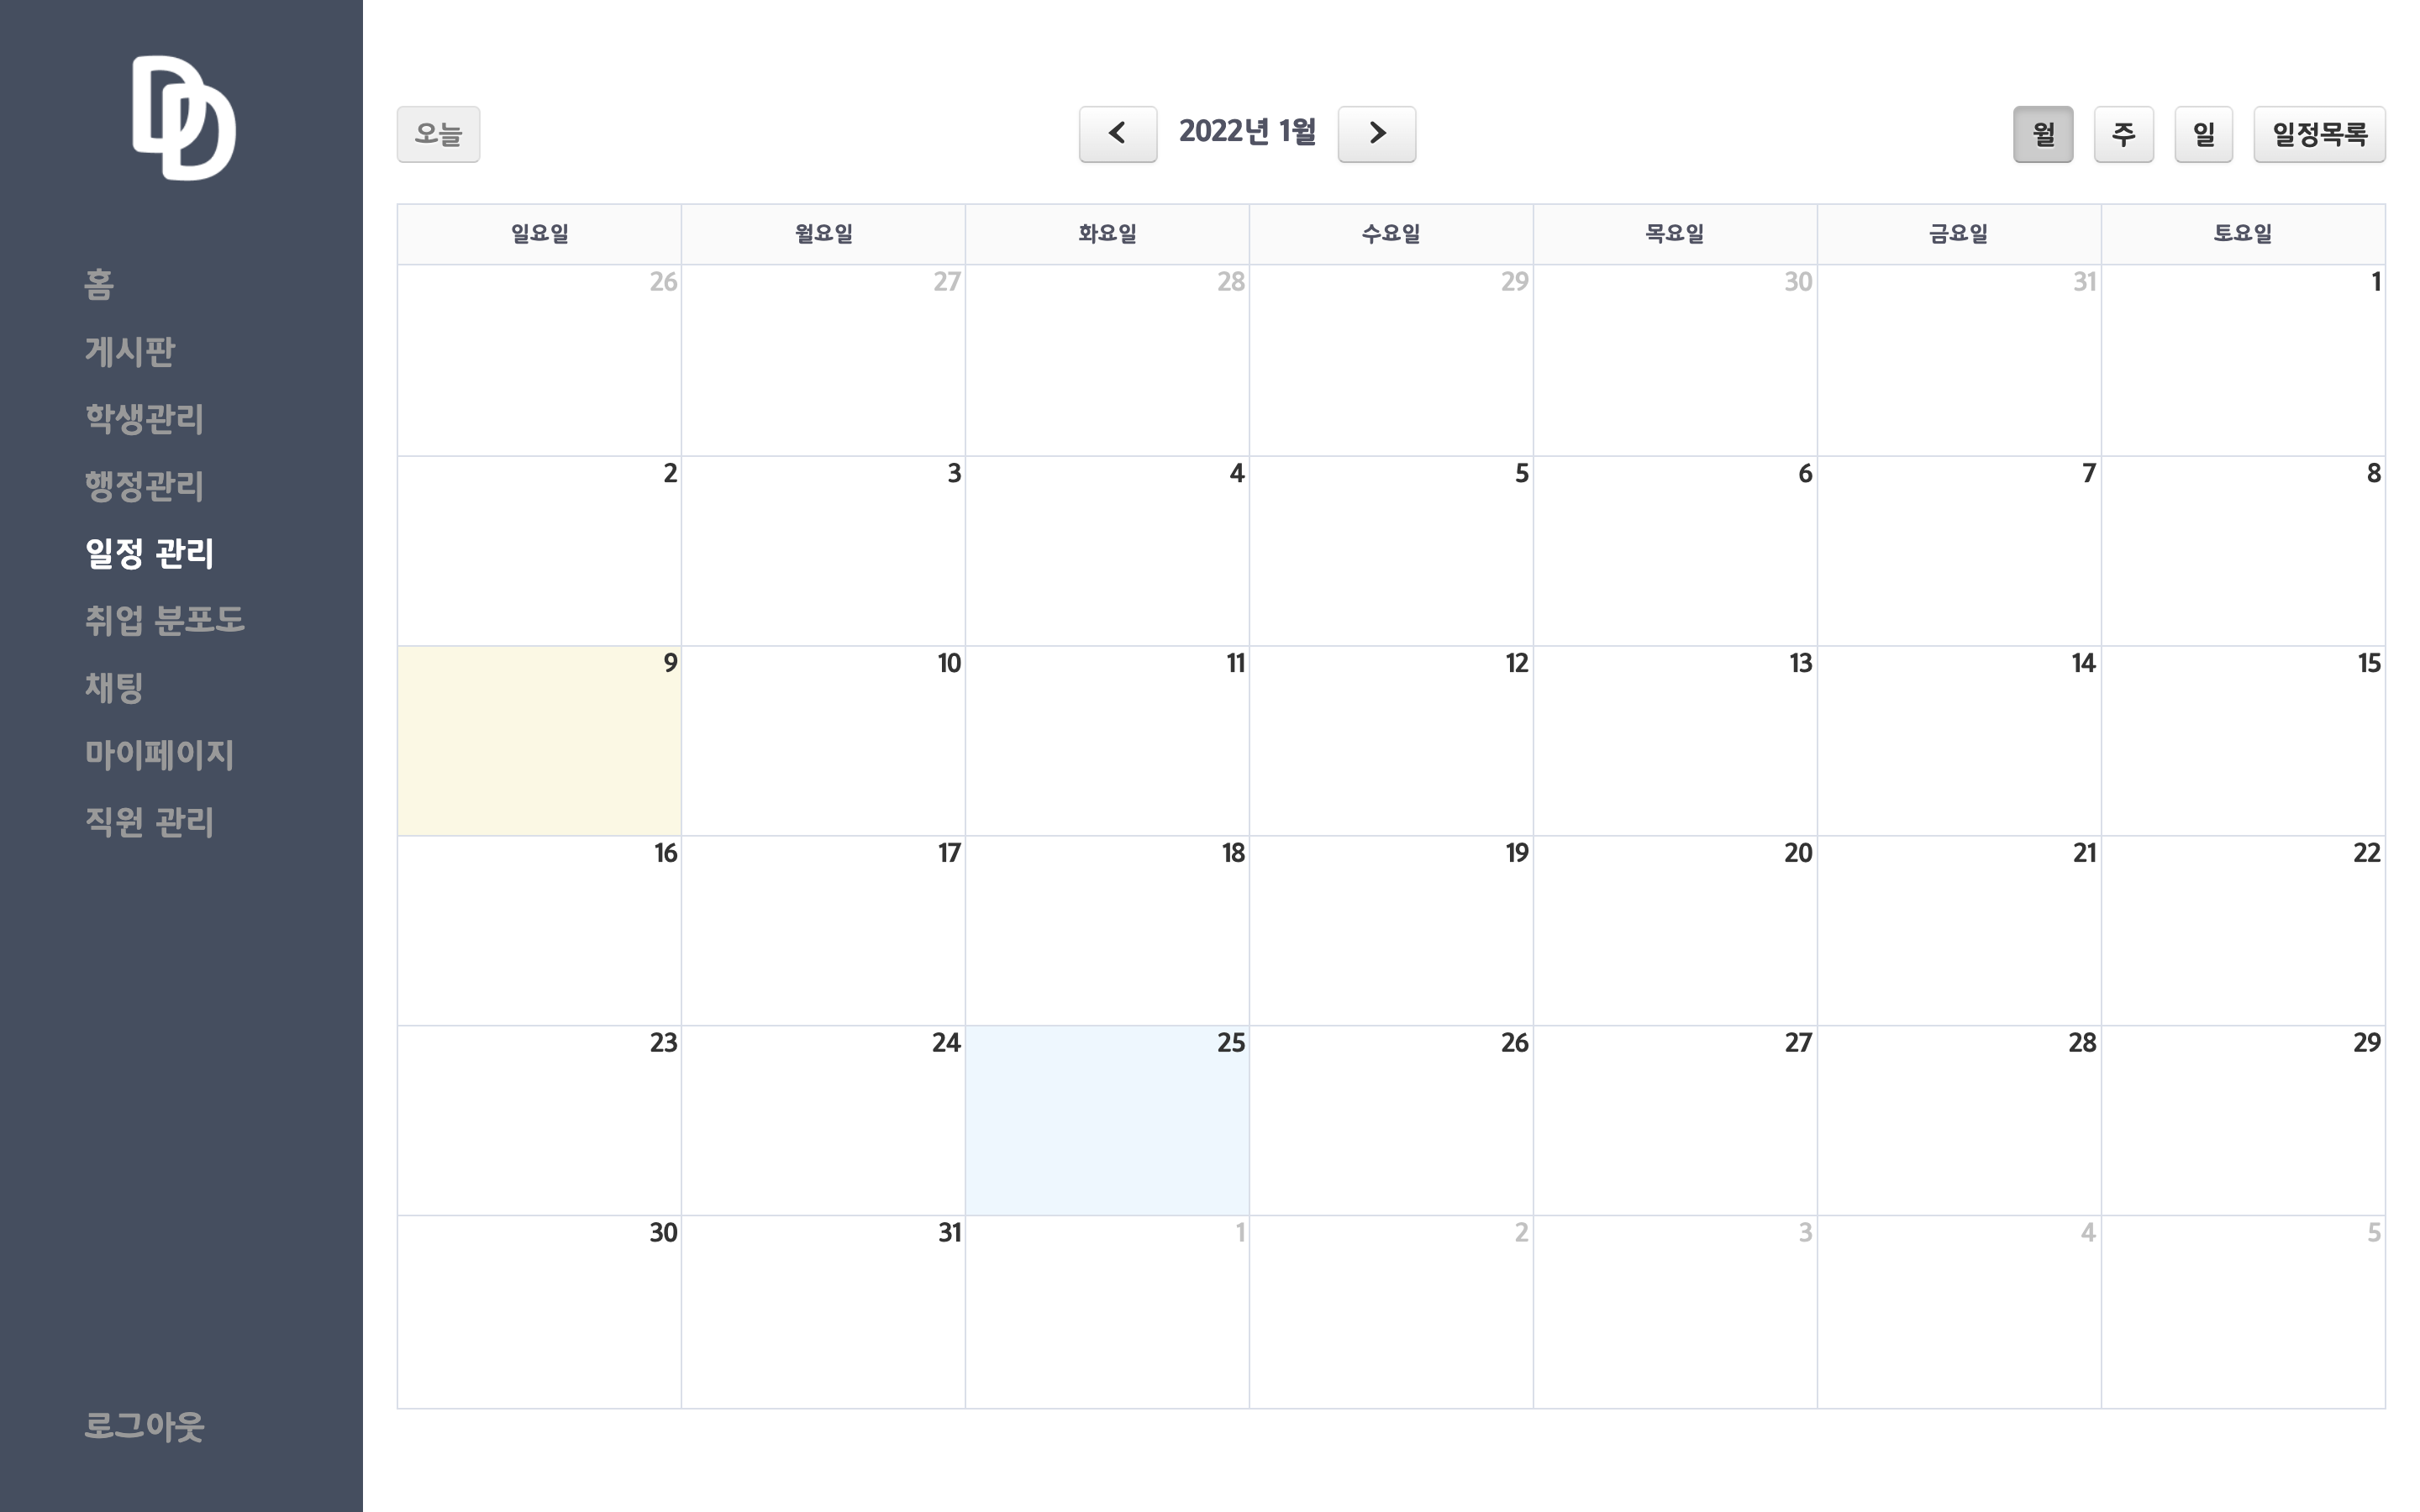 DD
홈
게시판
학생관리
행정관리
일정 관리
취업 분포도
채팅
마이페이지
직원 관리
로그아웃
오늘 2022년 1월 월 주 일 일정목록
일요일 월요일 화요일 수요일 목요일 금요일 토요일
26 27 28 29 30 31 1
2 3 4 5 6 7 8
9 10 11 12 13 14 15
16 17 18 19 20 21 22
23 24 25 26 27 28 29
30 31 1 2 3 4 5